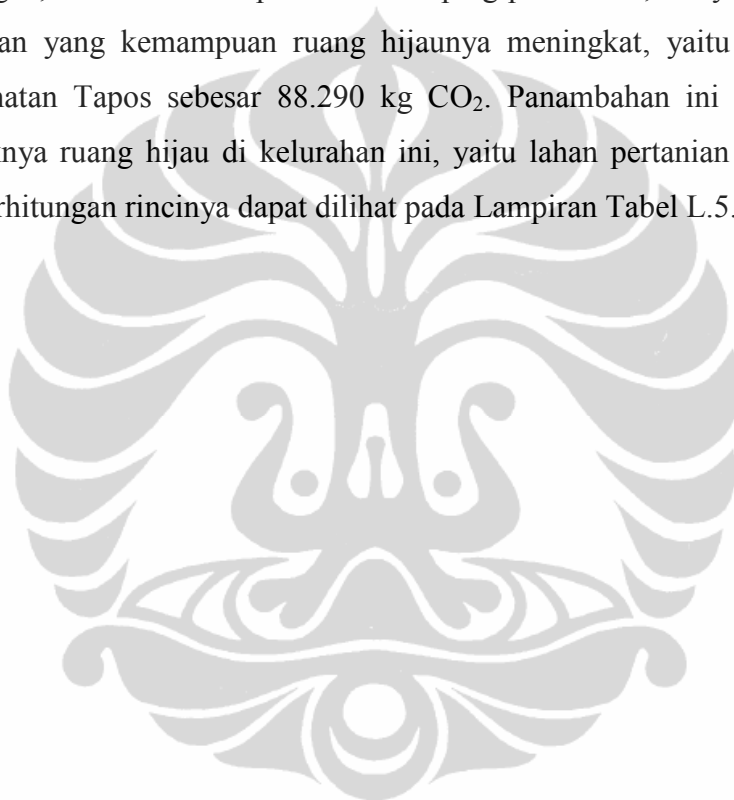 an yang kemampuan ruang hijaunya meningkat, yaitu
natan Tapos sebesar 88.290 kg CO₂. Panambahan ini
nya ruang hijau di kelurahan ini, yaitu lahan pertanian
rhitungan rincinya dapat dilihat pada Lampiran Tabel L.5.